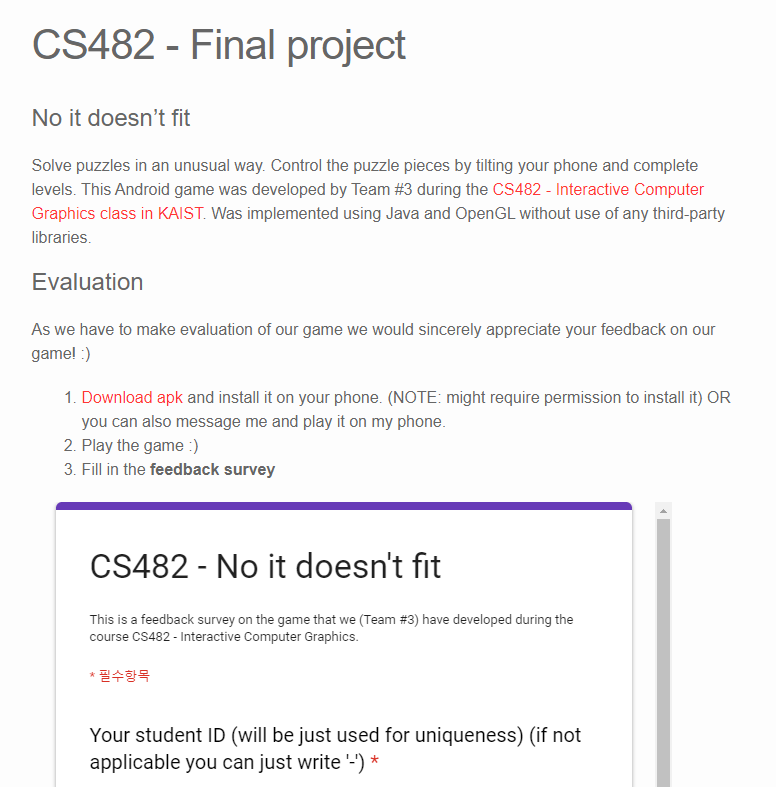 CS482 - Final project
No it doesn’t fit
Solve puzzles in an unusual way. Control the puzzle pieces by tilting your phone and complete
levels. This Android game was developed by Team #3 during the CS482 - Interactive Computer
Graphics class in KAIST. Was implemented using Java and OpenGL without use of any third-party
libraries.
Evaluation
As we have to make evaluation of our game we would sincerely appreciate your feedback on our
game! :)
1. Download apk and install it on your phone. (NOTE: might require permission to install it) OR
you can also message me and play it on my phone.
2. Play the game :)
3. Fill in the feedback survey
CS482 - No it doesn't fit
This is a feedback survey on the game that we (Team #3) have developed during the
course CS482 - Interactive Computer Graphics.
* 필수항목
Your student ID (will be just used for uniqueness) (if not
applicable you can just write '-') *